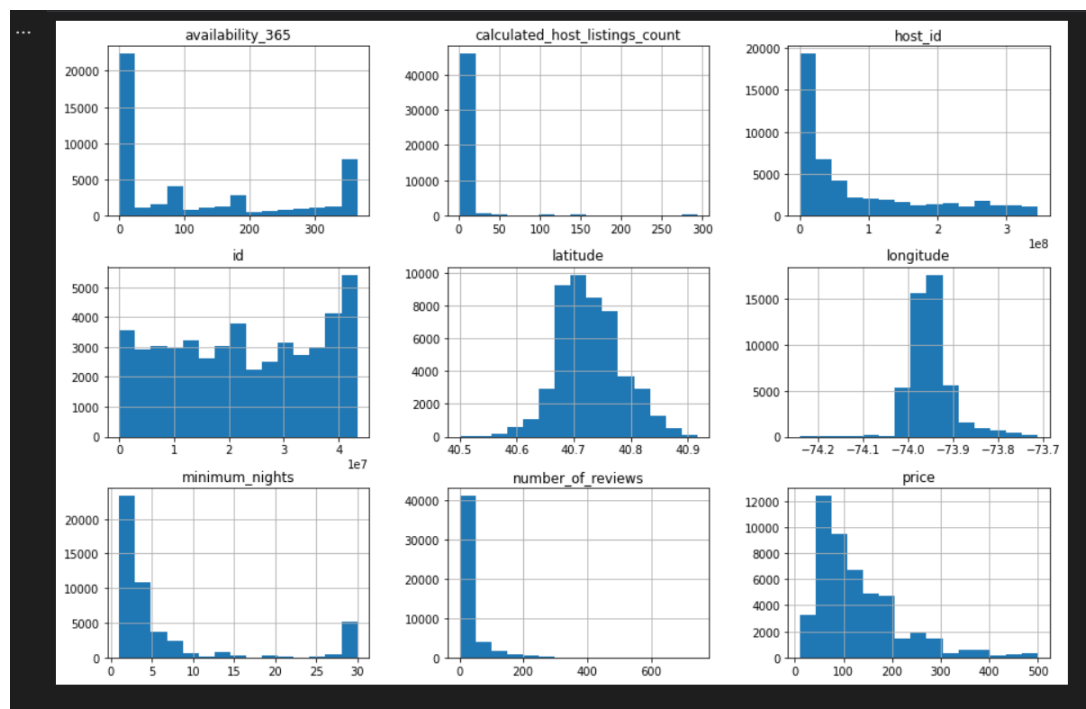 ...
availability_365
calculated_host_listings_count
host_id
20000
15000
10000
5000
0
0 100 200 300
40000
30000
20000
10000
0
0 50 100 150 200 250 300
20000
15000
10000
5000
0
0 1 2 3
1e8
id
latitude
longitude
5000
4000
3000
2000
1000
0
0 1 2 3 4
1e7
10000
8000
6000
4000
2000
0
40.5 40.6 40.7 40.8 40.9
15000
10000
5000
0
−74.2 −74.1 −74.0 −73.9 −73.8 −73.7
minimum_nights
number_of_reviews
price
20000
15000
10000
5000
0
0 5 10 15 20 25 30
40000
30000
20000
10000
0
0 200 400 600
12000
10000
8000
6000
4000
2000
0
0 100 200 300 400 500